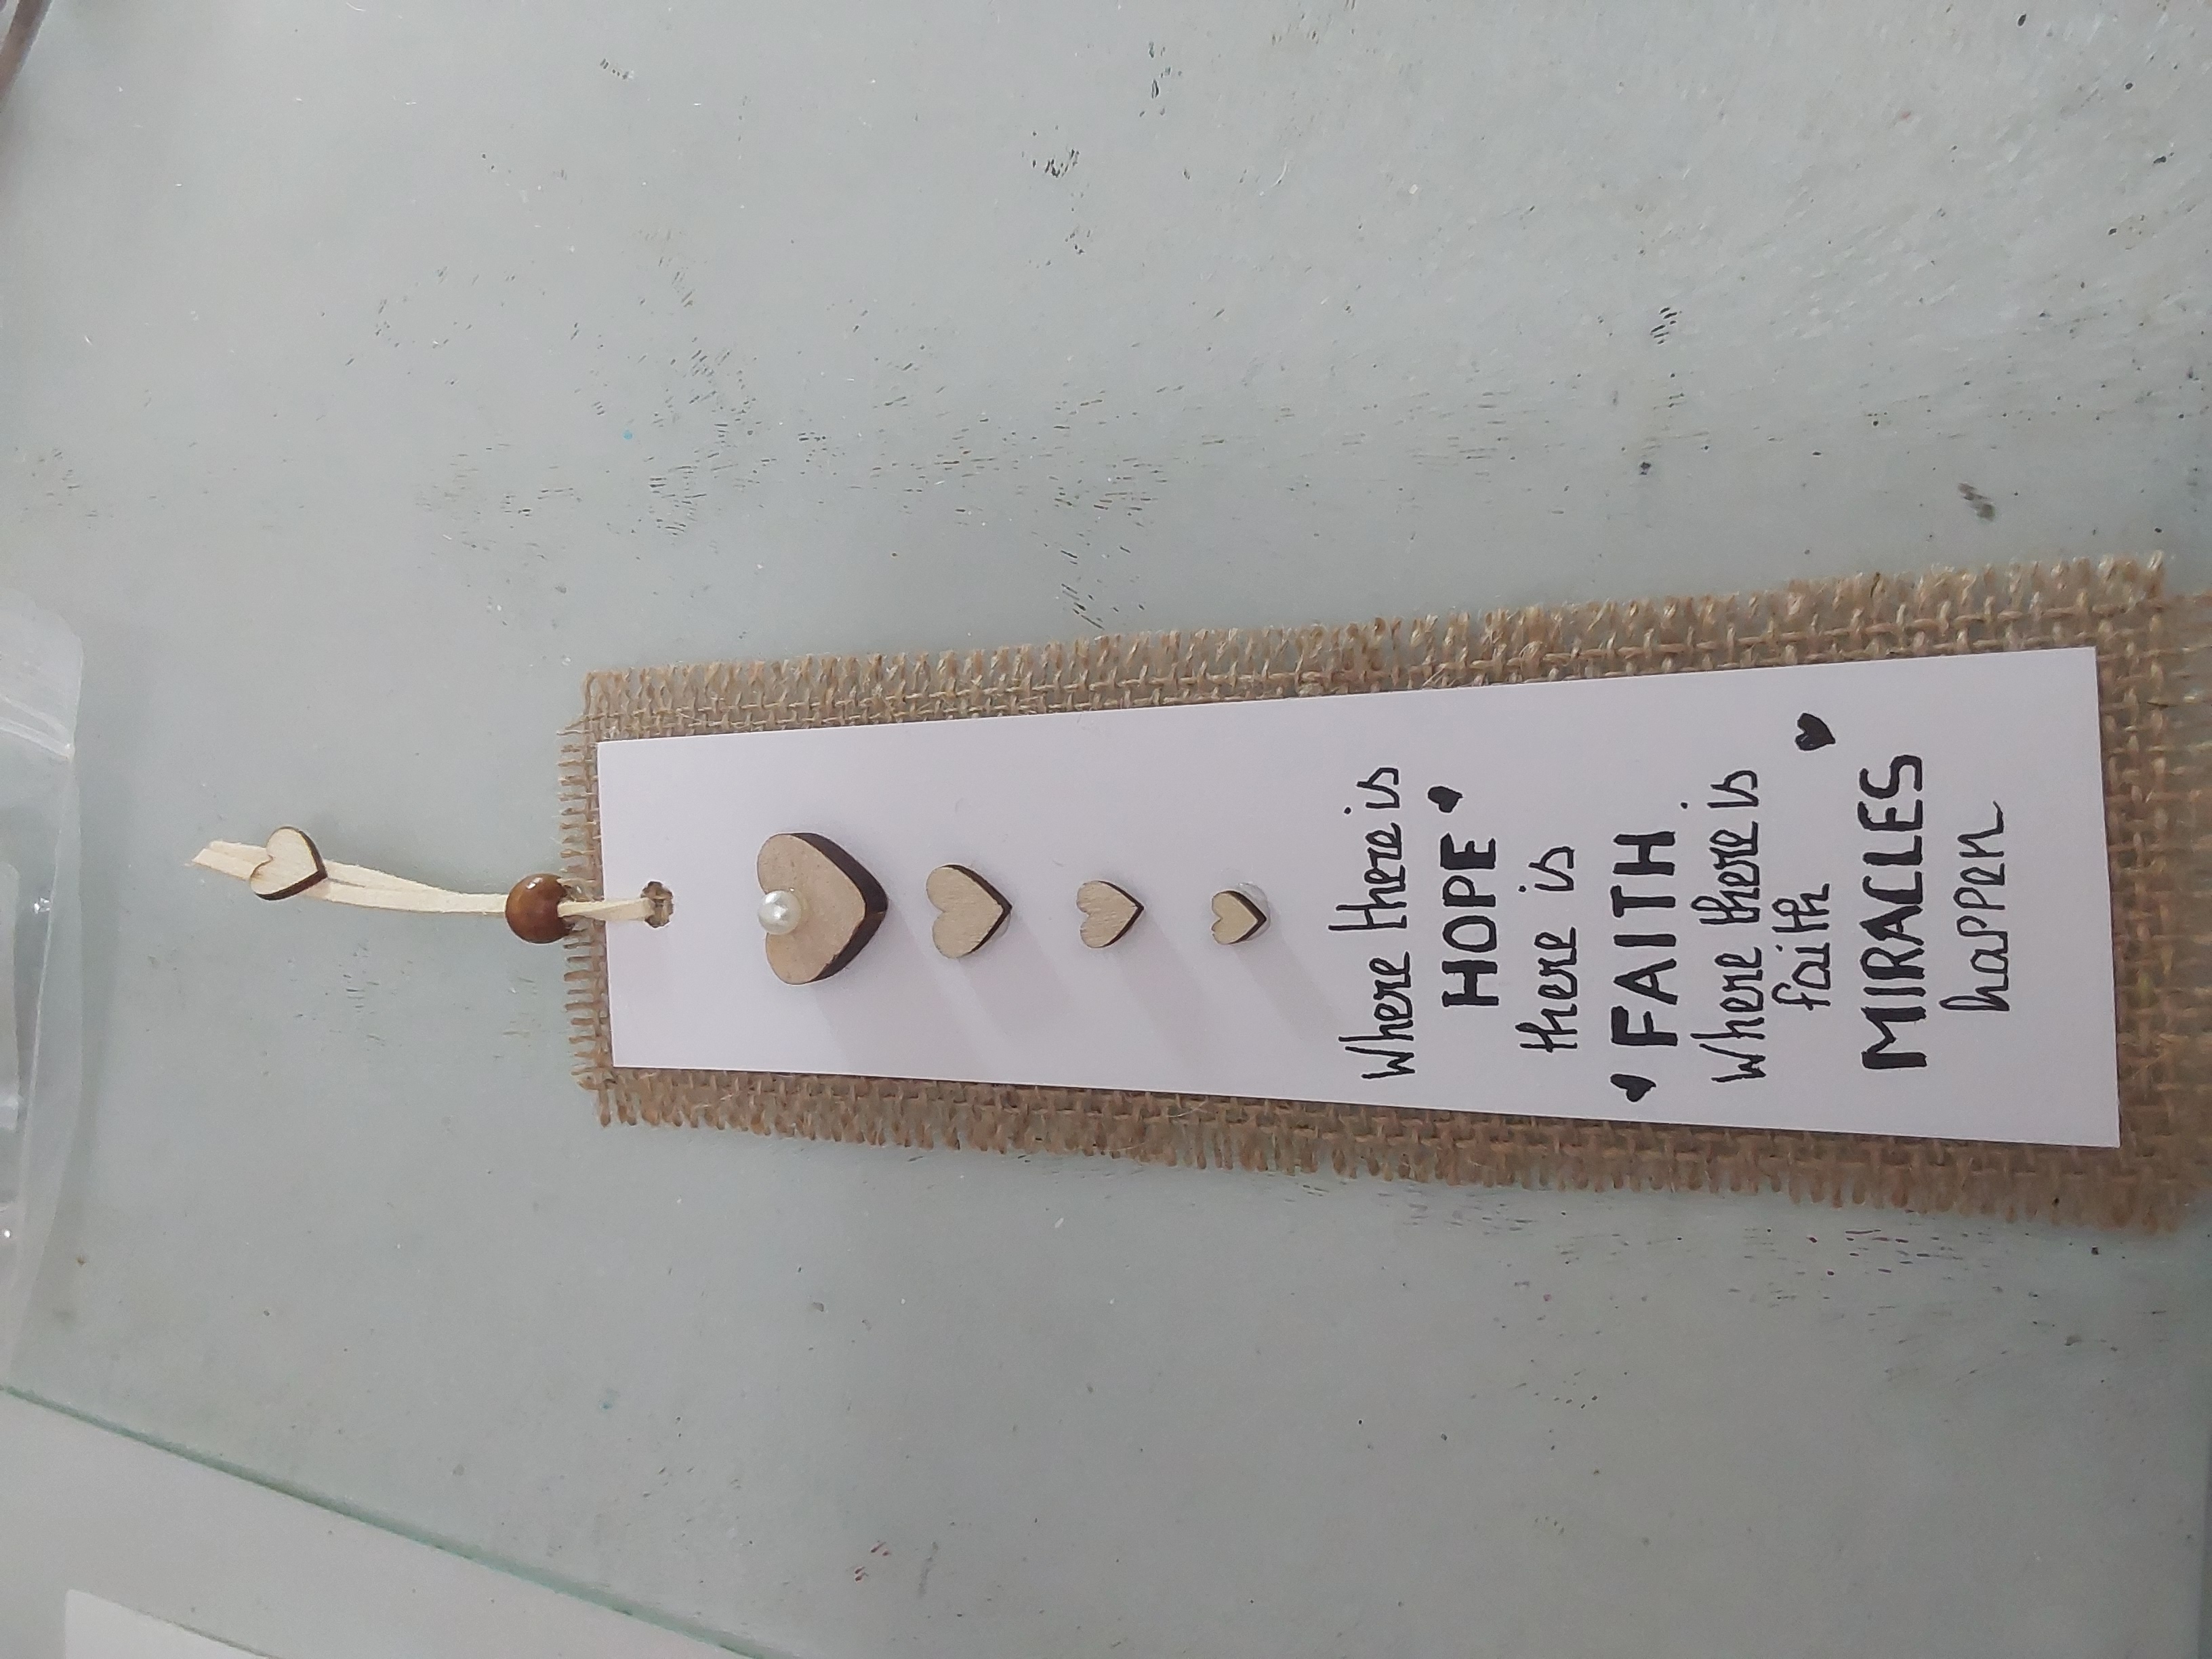 Where there is
HOPE
there is
FAITH
Where there is
faith
MIRACLES
happen